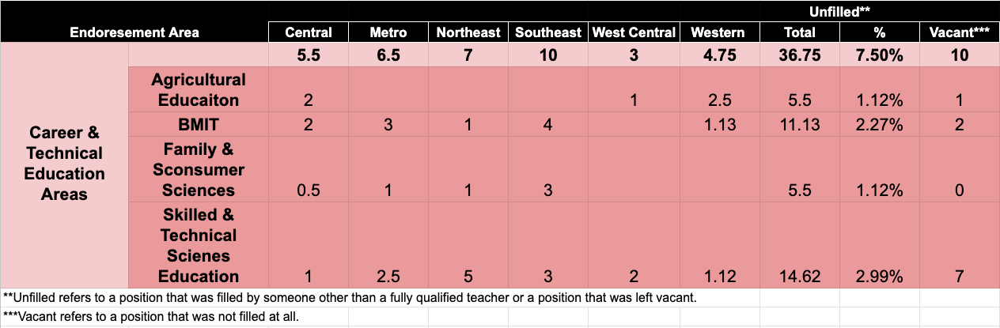 Unfilled**
Endoresement Area Central Metro Northeast Southeast West Central Western Total % Vacant***
5.5 6.5 7 10 3 4.75 36.75 7.50% 10
Career &
Technical
Education
Areas
Agricultural
Educaiton 2 1 2.5 5.5 1.12% 1
BMIT 2 3 1 4 1.13 11.13 2.27% 2
Family &
Sconsumer
Sciences 0.5 1 1 3 5.5 1.12% 0
Skilled &
Technical
Scienes
Education 1 2.5 5 3 2 1.12 14.62 2.99% 7
**Unfilled refers to a position that was filled by someone other than a fully qualified teacher or a position that was left vacant.
***Vacant refers to a position that was not filled at all.